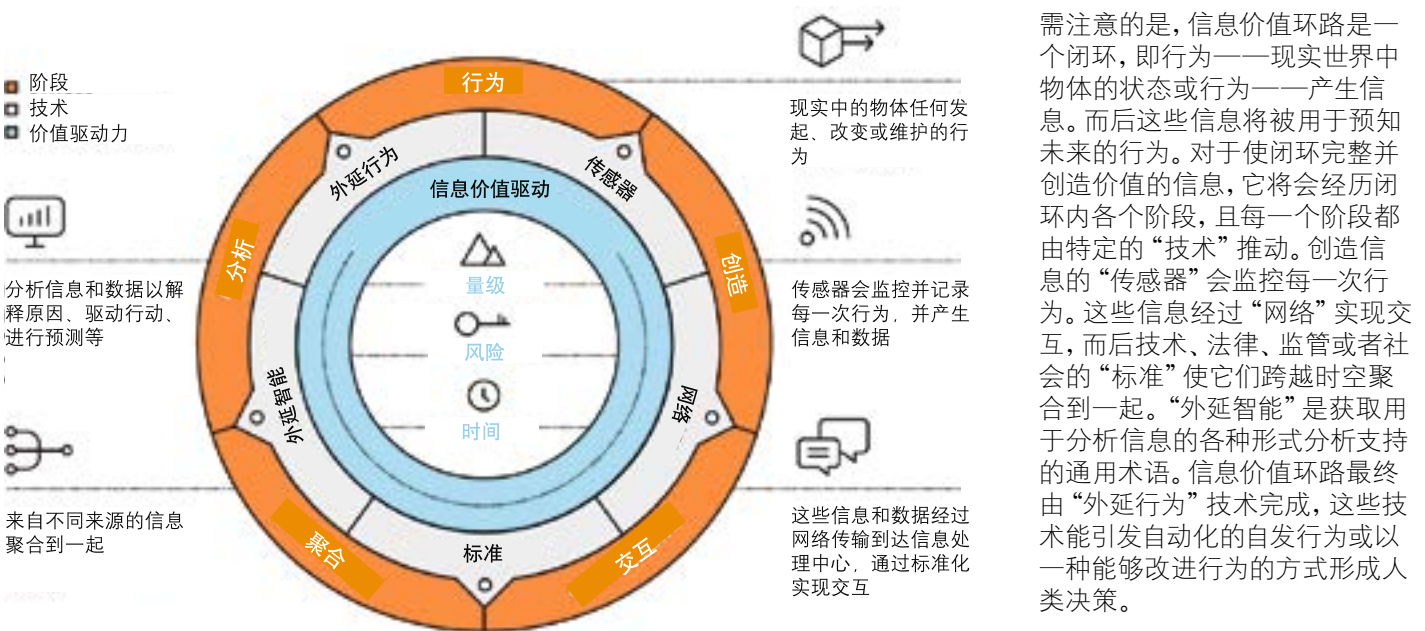 阶段
技术
价值驱动力
行为
外延行为
传感器
信息价值驱动
分析
创造
量级
风险
时间
外延智能
网络
聚合
标准
交互
分析信息和数据以解
释原因、驱动行动、
进行预测等
来自不同来源的信息
聚合到一起
现实中的物体任何发
起、改变或维护的行
为
传感器会监控并记录
每一次行为，并产生
信息和数据
这些信息和数据经过
网络传输到达信息处
理中心，通过标准化
实现交互
需注意的是，信息价值环路是一
个闭环，即行为——现实世界中
物体的状态或行为——产生信
息。而后这些信息将被用于预知
未来的行为。对于使闭环完整并
创造价值的信息，它将会经历闭
环内各个阶段，且每一个阶段都
由特定的“技术”推动。创造信
息的“传感器”会监控每一次行
为。这些信息经过“网络”实现交
互，而后技术、法律、监管或者社
会的“标准”使它们跨越时空聚
合到一起。“外延智能”是获取用
于分析信息的各种形式分析支持
的通用术语。信息价值环路最终
由“外延行为”技术完成，这些技
术能引发自动化的自发行为或以
一种能够改进行为的方式形成人
类决策。